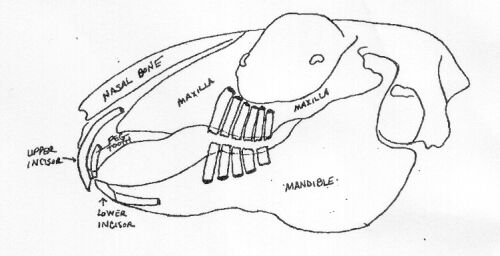 NASAL BONE
MAXILLA
MAXILLA
PEG
TOOTH
UPPER
INCISOR
MANDIBLE.
LOWER
INCISOR